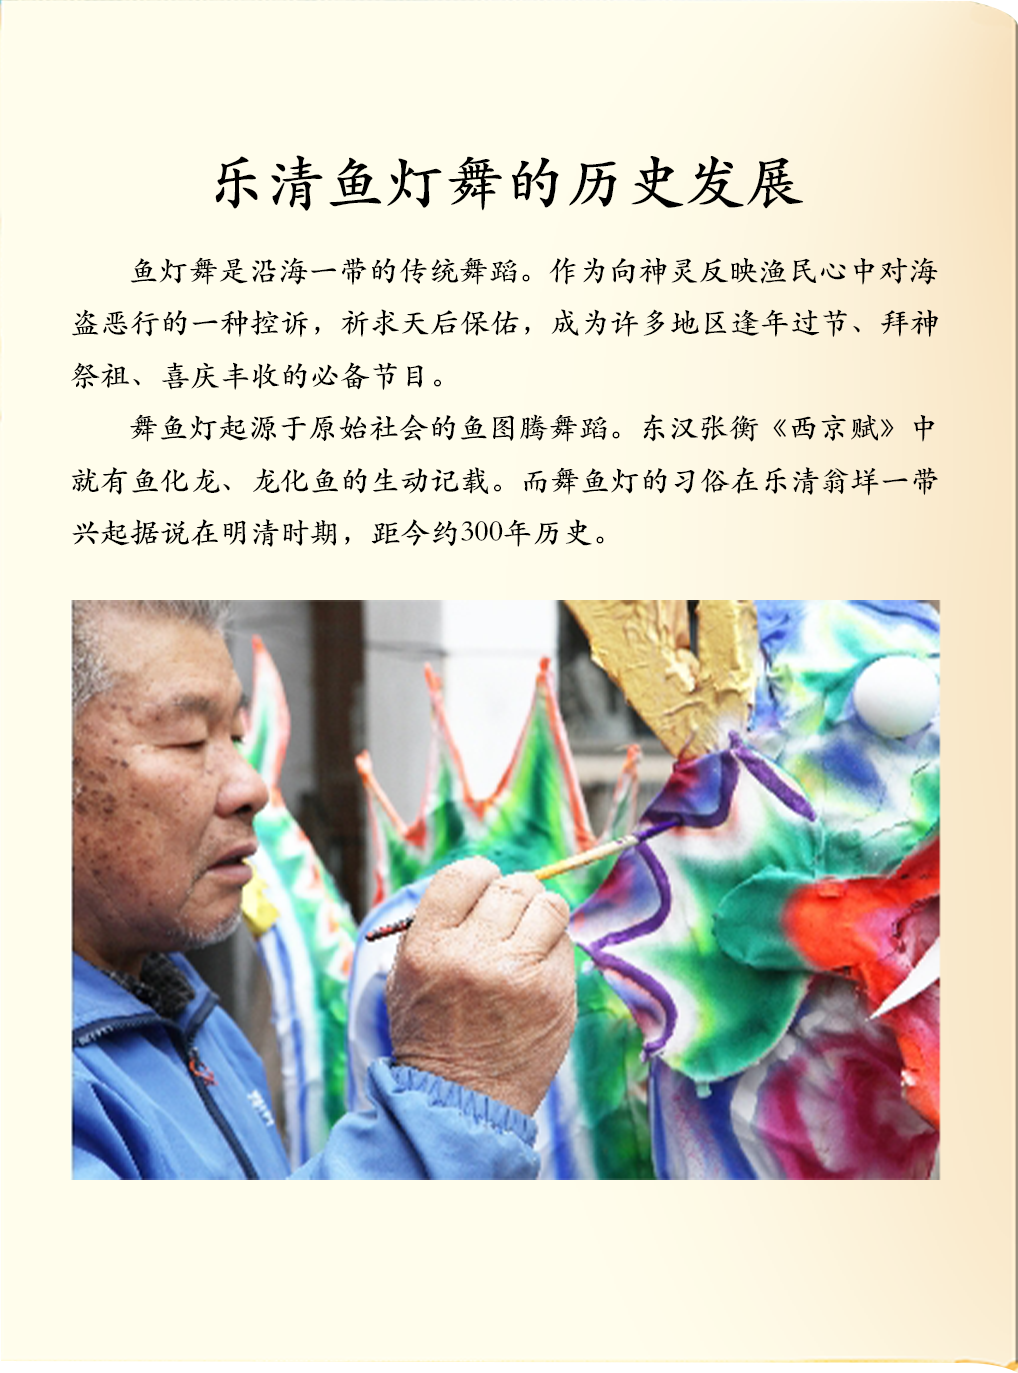 乐清鱼灯舞的历史发展
鱼灯舞是沿海一带的传统舞蹈。作为向神灵反映渔民心中对海
盗恶行的一种控诉，祈求天后保佑，成为许多地区逢年过节、拜神
祭祖、喜庆丰收的必备节目。
舞鱼灯起源于原始社会的鱼图腾舞蹈。东汉张衡《西京赋》中
就有鱼化龙、龙化鱼的生动记载。而舞鱼灯的习俗在乐清翁垟一带
兴起据说在明清时期，距今约300年历史。